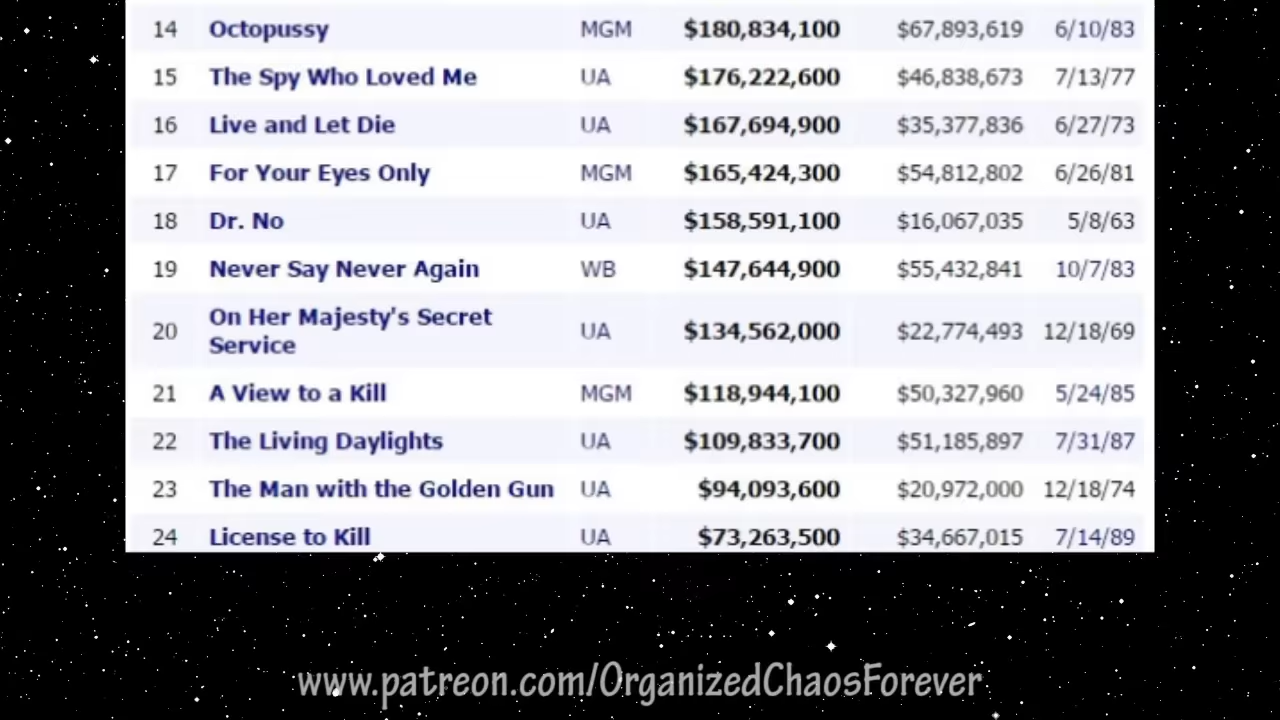 14 Octopussy MGM $180,834,100 $67,893,619 6/10/83
15 The Spy Who Loved Me UA $176,222,600 $46,838,673 7/13/77
16 Live and Let Die UA $167,694,900 $35,377,836 6/27/73
17 For Your Eyes Only MGM $165,424,300 $54,812,802 6/26/81
18 Dr. No UA $158,591,100 $16,067,035 5/8/63
19 Never Say Never Again WB $147,644,900 $55,432,841 10/7/83
20 On Her Majesty's Secret
Service UA $134,562,000 $22,774,493 12/18/69
21 A View to a Kill MGM $118,944,100 $50,327,960 5/24/85
22 The Living Daylights UA $109,833,700 $51,185,897 7/31/87
23 The Man with the Golden Gun UA $94,093,600 $20,972,000 12/18/74
24 License to Kill UA $73,263,500 $34,667,015 7/14/89
www.patreon.com/OrganizedChaosForever